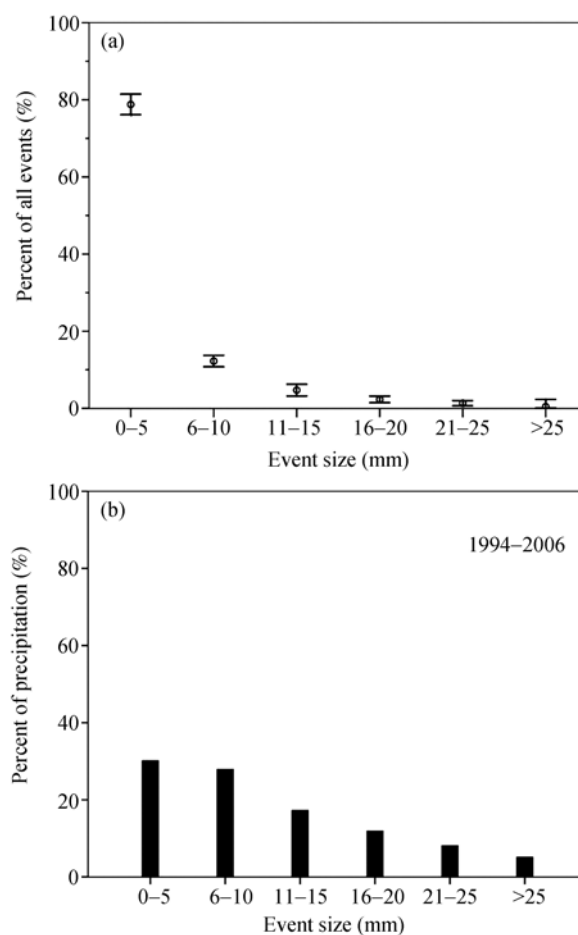 (a)
Percent of all events (%)
100
80
60
40
20
0
0–5 6–10 11–15 16–20 21–25 >25
Event size (mm)
(b)
1994–2006
Percent of precipitation (%)
100
80
60
40
20
0
0–5 6–10 11–15 16–20 21–25 >25
Event size (mm)